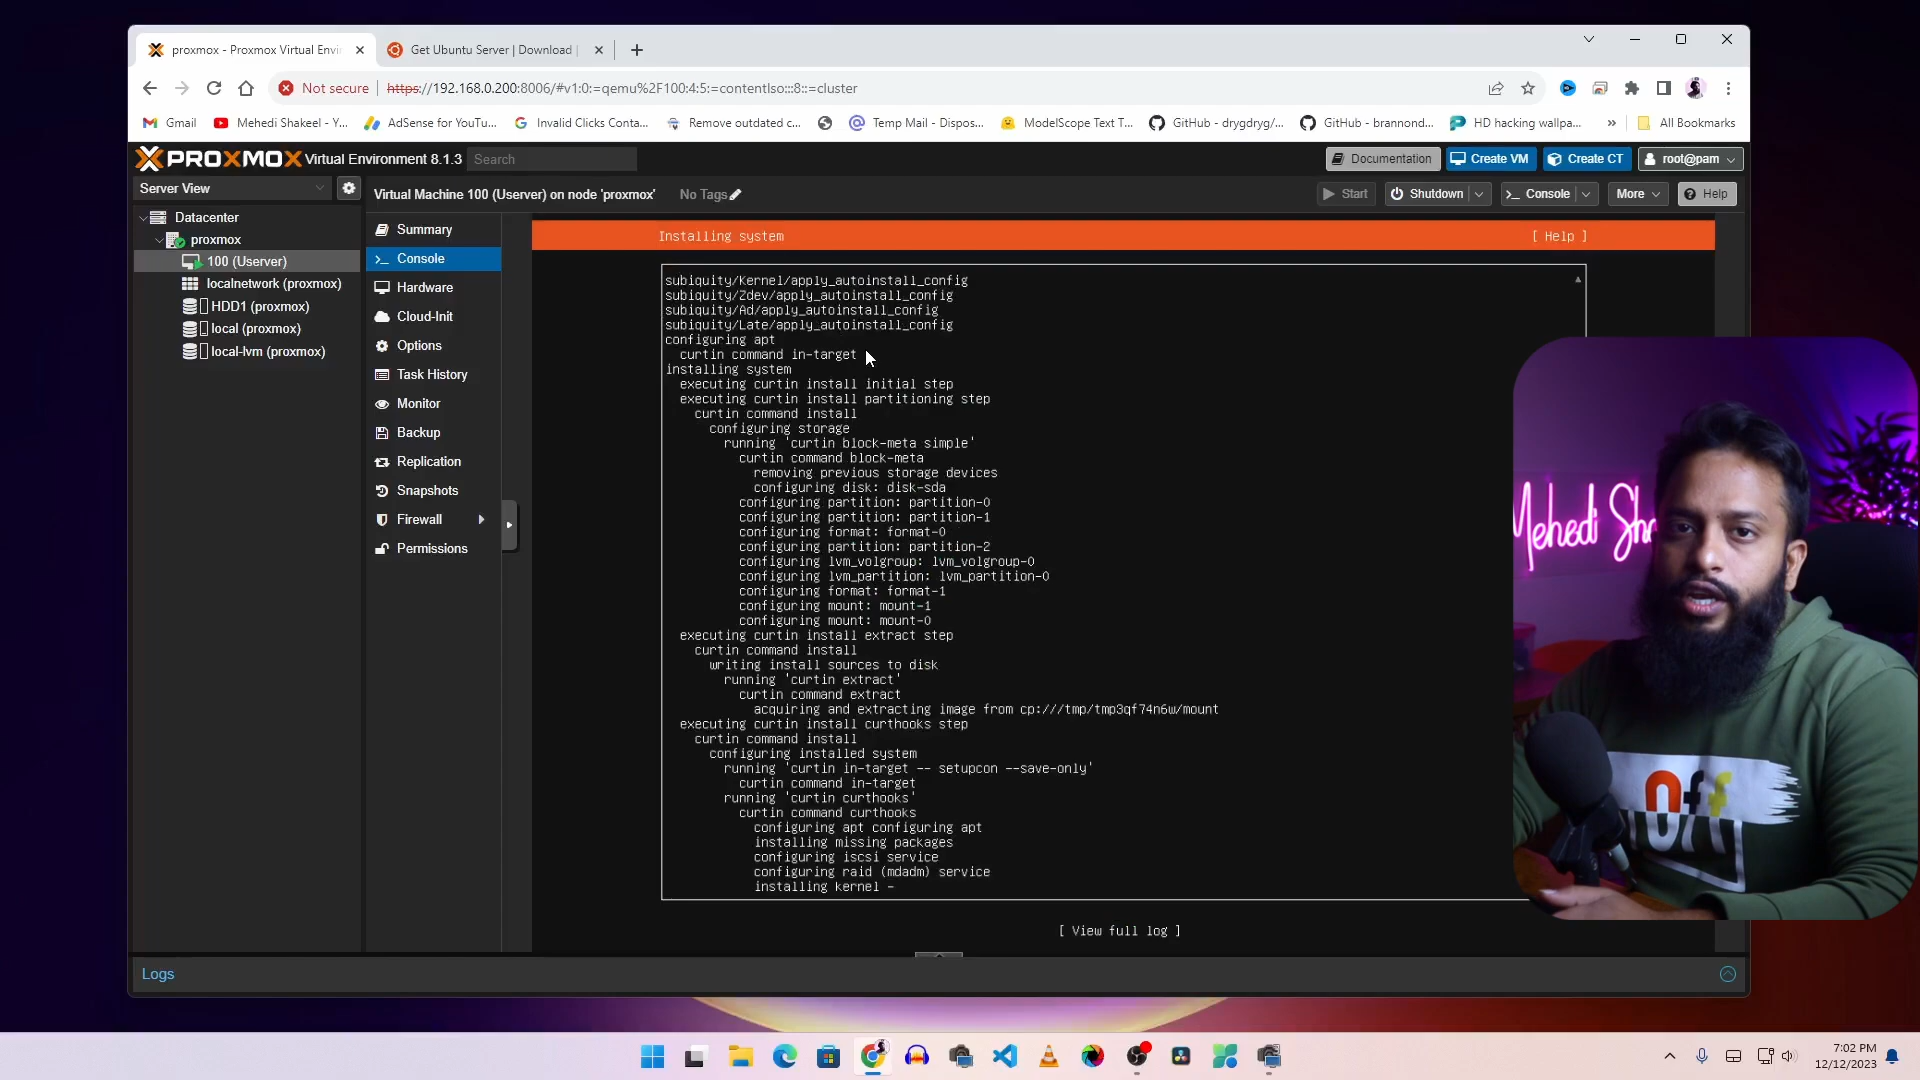 proxmox - Proxmox Virtual Envi
Get Ubuntu Server | Download |
Not secure
https://192.168.0.200:8006/#v1:0:=qemu%2F100:4:5:=contentIso:::8::=cluster
Gmail
Mehedi Shakeel - Y...
AdSense for YouTu...
Invalid Clicks Conta...
Remove outdated c...
Temp Mail - Dispos...
ModelScope Text T...
GitHub - drygdryg/...
GitHub - brannond...
HD hacking wallpa...
»
All Bookmarks
PROXMOX Virtual Environment 8.1.3
Search
Documentation
Create VM
Create CT
root@pam
Server View
Virtual Machine 100 (Userver) on node 'proxmox'
No Tags
Start
Shutdown
Console
More
Help
Datacenter
proxmox
100 (Userver)
localnetwork (proxmox)
HDD1 (proxmox)
local (proxmox)
local-lvm (proxmox)
Summary
Console
Hardware
Cloud-Init
Options
Task History
Monitor
Backup
Replication
Snapshots
Firewall
Permissions
Installing system
[ Help ]
subiquity/Kernel/apply_autoinstall_config
subiquity/Zdev/apply_autoinstall_config
subiquity/Ad/apply_autoinstall_config
subiquity/Late/apply_autoinstall_config
configuring apt
curtin command in-target
installing system
executing curtin install initial step
executing curtin install partitioning step
curtin command install
configuring storage
running 'curtin block-meta simple'
curtin command block-meta
removing previous storage devices
configuring disk: disk-sda
configuring partition: partition-0
configuring partition: partition-1
configuring format: format-0
configuring partition: partition-2
configuring lvm_volgroup: lvm_volgroup-0
configuring lvm_partition: lvm_partition-0
configuring format: format-1
configuring mount: mount-1
configuring mount: mount-0
executing curtin install extract step
curtin command install
writing install sources to disk
running 'curtin extract'
curtin command extract
acquiring and extracting image from cp:///tmp/tmp3qf74n6w/mount
executing curtin install curthooks step
curtin command install
configuring installed system
running 'curtin in-target -- setupcon --save-only'
curtin command in-target
running 'curtin curthooks'
curtin command curthooks
configuring apt configuring apt
installing missing packages
configuring iscsi service
configuring raid (mdadm) service
installing kernel -
[ View full log ]
Mehedi Sha
Off
Logs
7:02 PM
12/12/2023